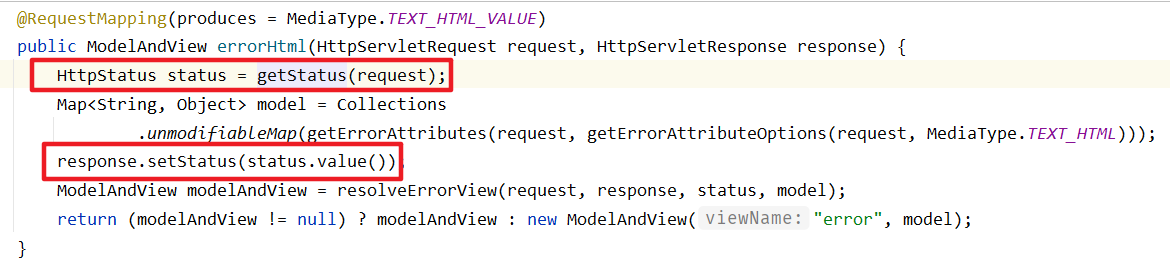 @RequestMapping(produces = MediaType.TEXT_HTML_VALUE)
public ModelAndView errorHtml(HttpServletRequest request, HttpServletResponse response) {
HttpStatus status = getStatus(request);
Map<String, Object> model = Collections
.unmodifiableMap(getErrorAttributes(request, getErrorAttributeOptions(request, MediaType.TEXT_HTML)));
response.setStatus(status.value());
ModelAndView modelAndView = resolveErrorView(request, response, status, model);
return (modelAndView != null) ? modelAndView : new ModelAndView( viewName: "error", model);
}